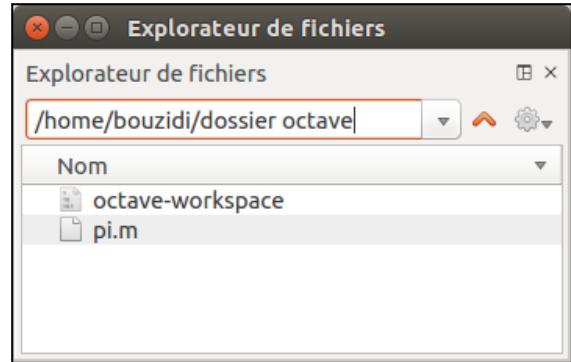 Explorateur de fichiers
Explorateur de fichiers
/home/bouzidi/dossier octave
Nom
octave-workspace
pi.m